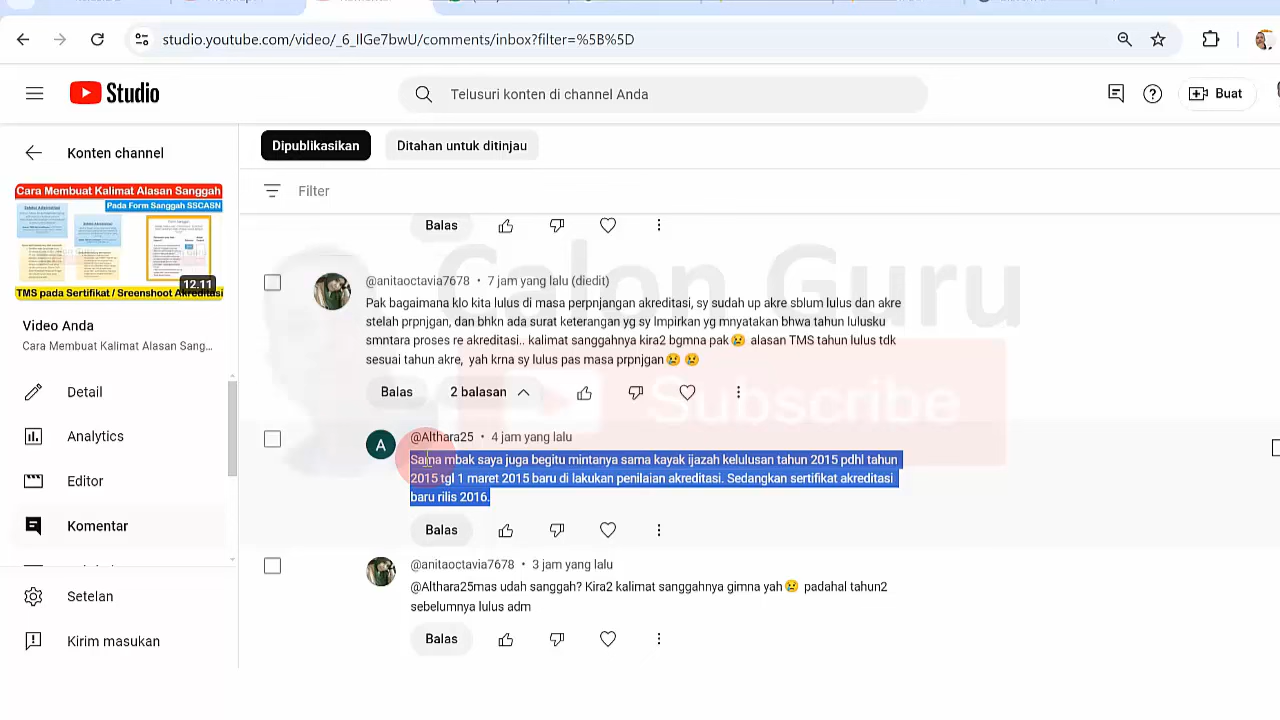 studio.youtube.com/video/_6_lIGe7bwU/comments/inbox?filter=%5B%5D
Studio
Telusuri konten di channel Anda
Buat
Konten channel
Dipublikasikan
Ditahan untuk ditinjau
Filter
Cara Membuat Kalimat Alasan Sanggah
Pada Form Sanggah SSCASN
12.11
TMS pada Sertifikat / Sreenshoot Akreditasi
Video Anda
Cara Membuat Kalimat Alasan Sang...
Detail
Analytics
Editor
Komentar
Setelan
Kirim masukan
Balas
@anitaoctavia7678 • 7 jam yang lalu (diedit)
Pak bagaimana klo kita lulus di masa perpnjangan akreditasi, sy sudah up akre sblum lulus dan akre
stelah prpnjgan, dan bhkn ada surat keterangan yg sy lmpirkan yg mnyatakan bhwa tahun lulusku
smntara proses re akreditasi.. kalimat sanggahnya kira2 bgmna pak😢 alasan TMS tahun lulus tdk
sesuai tahun akre, yah krna sy lulus pas masa prpnjgan😢 😢
Balas 2 balasan
@Althara25 • 4 jam yang lalu
Sama mbak saya juga begitu mintanya sama kayak ijazah kelulusan tahun 2015 pdhl tahun
2015 tgl 1 maret 2015 baru di lakukan penilaian akreditasi. Sedangkan sertifikat akreditasi
baru rilis 2016.
A
Balas
@anitaoctavia7678 • 3 jam yang lalu
@Althara25mas udah sanggah? Kira2 kalimat sanggahnya gimna yah😢 padahal tahun2
sebelumnya lulus adm
Balas
Calon Guru
Subscribe